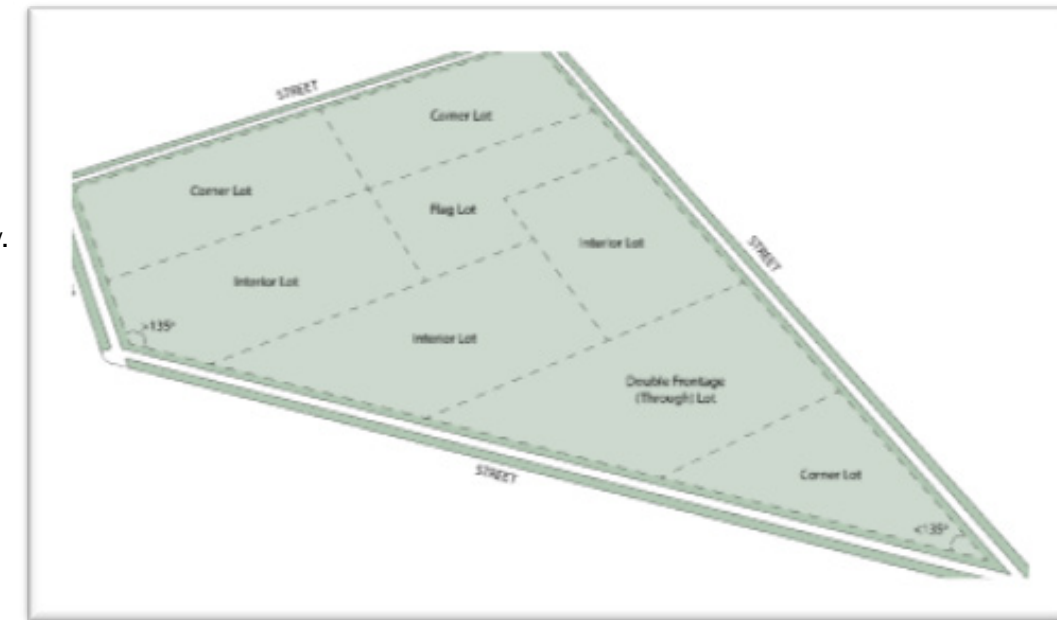 STREET
Corner Lot
Corner Lot
Flag Lot
y.
Interior Lot
STREET
Interior Lot
>135°
Interior Lot
Double Frontage
(Through) Lot
STREET
Corner Lot
<135°